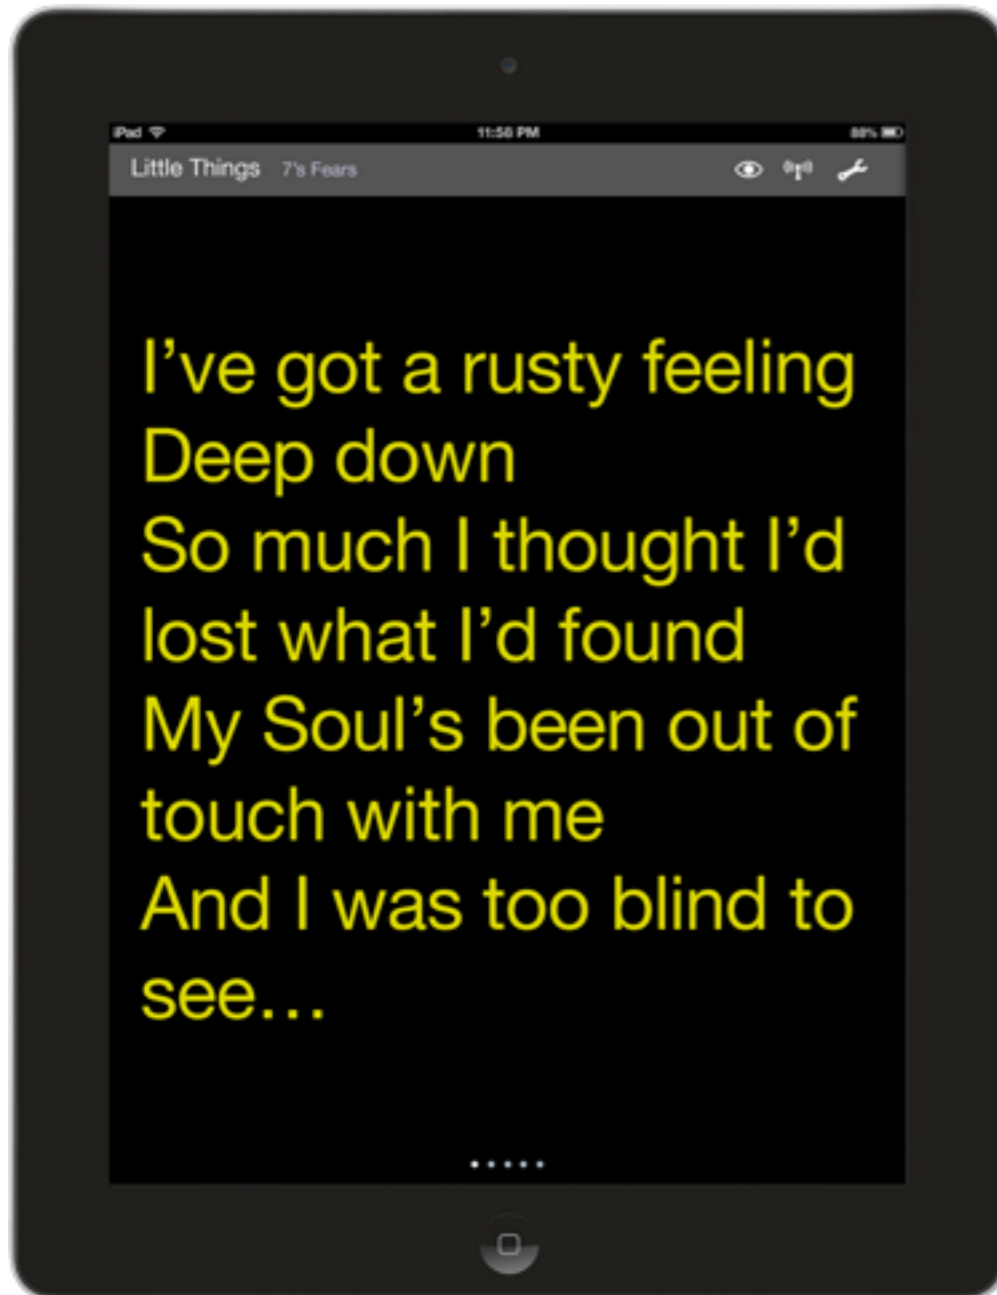 iPad 11:58 PM 88%
Little Things 7's Fears
I've got a rusty feeling
Deep down
So much I thought I'd
lost what I'd found
My Soul's been out of
touch with me
And I was too blind to
see...